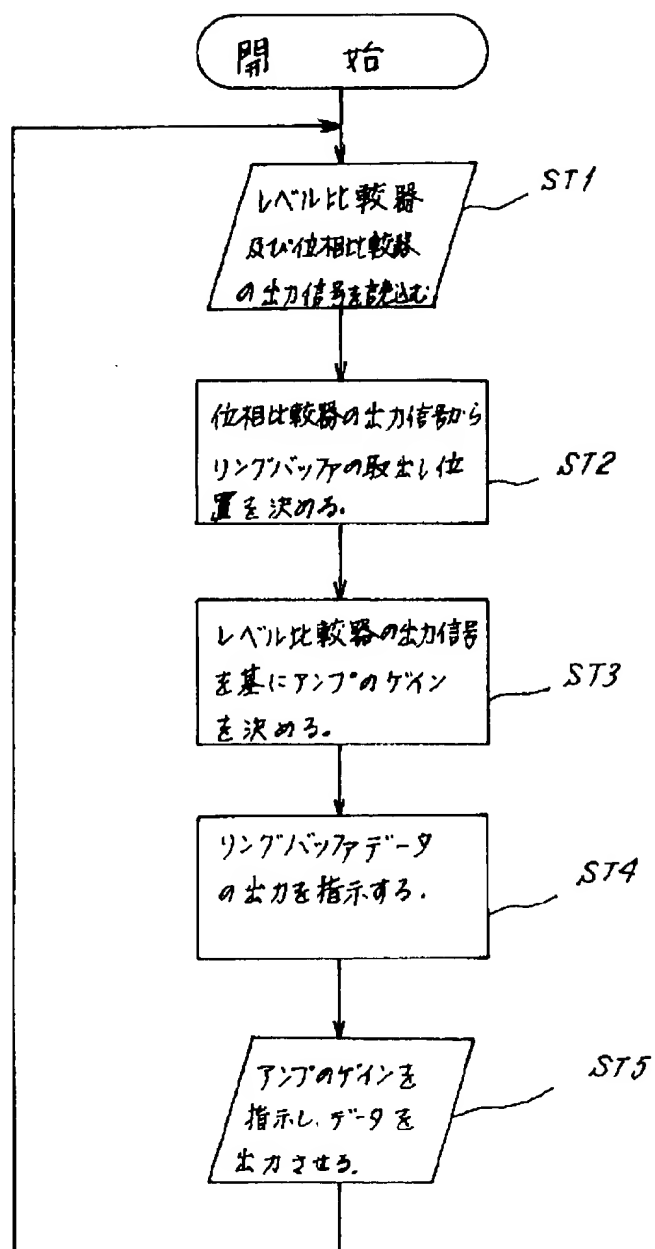 開 始
レベル比較器
及び位相比較器
の出力信号を読込む
ST1
位相比較器の出力信号から
リングバッファの取出し位
置を決める。
ST2
レベル比較器の出力信号
を基にアンプのゲイン
を決める。
ST3
リングバッファデータ
の出力を指示する.
ST4
アンプのゲインを
指示し、データを
出力させる。
ST5